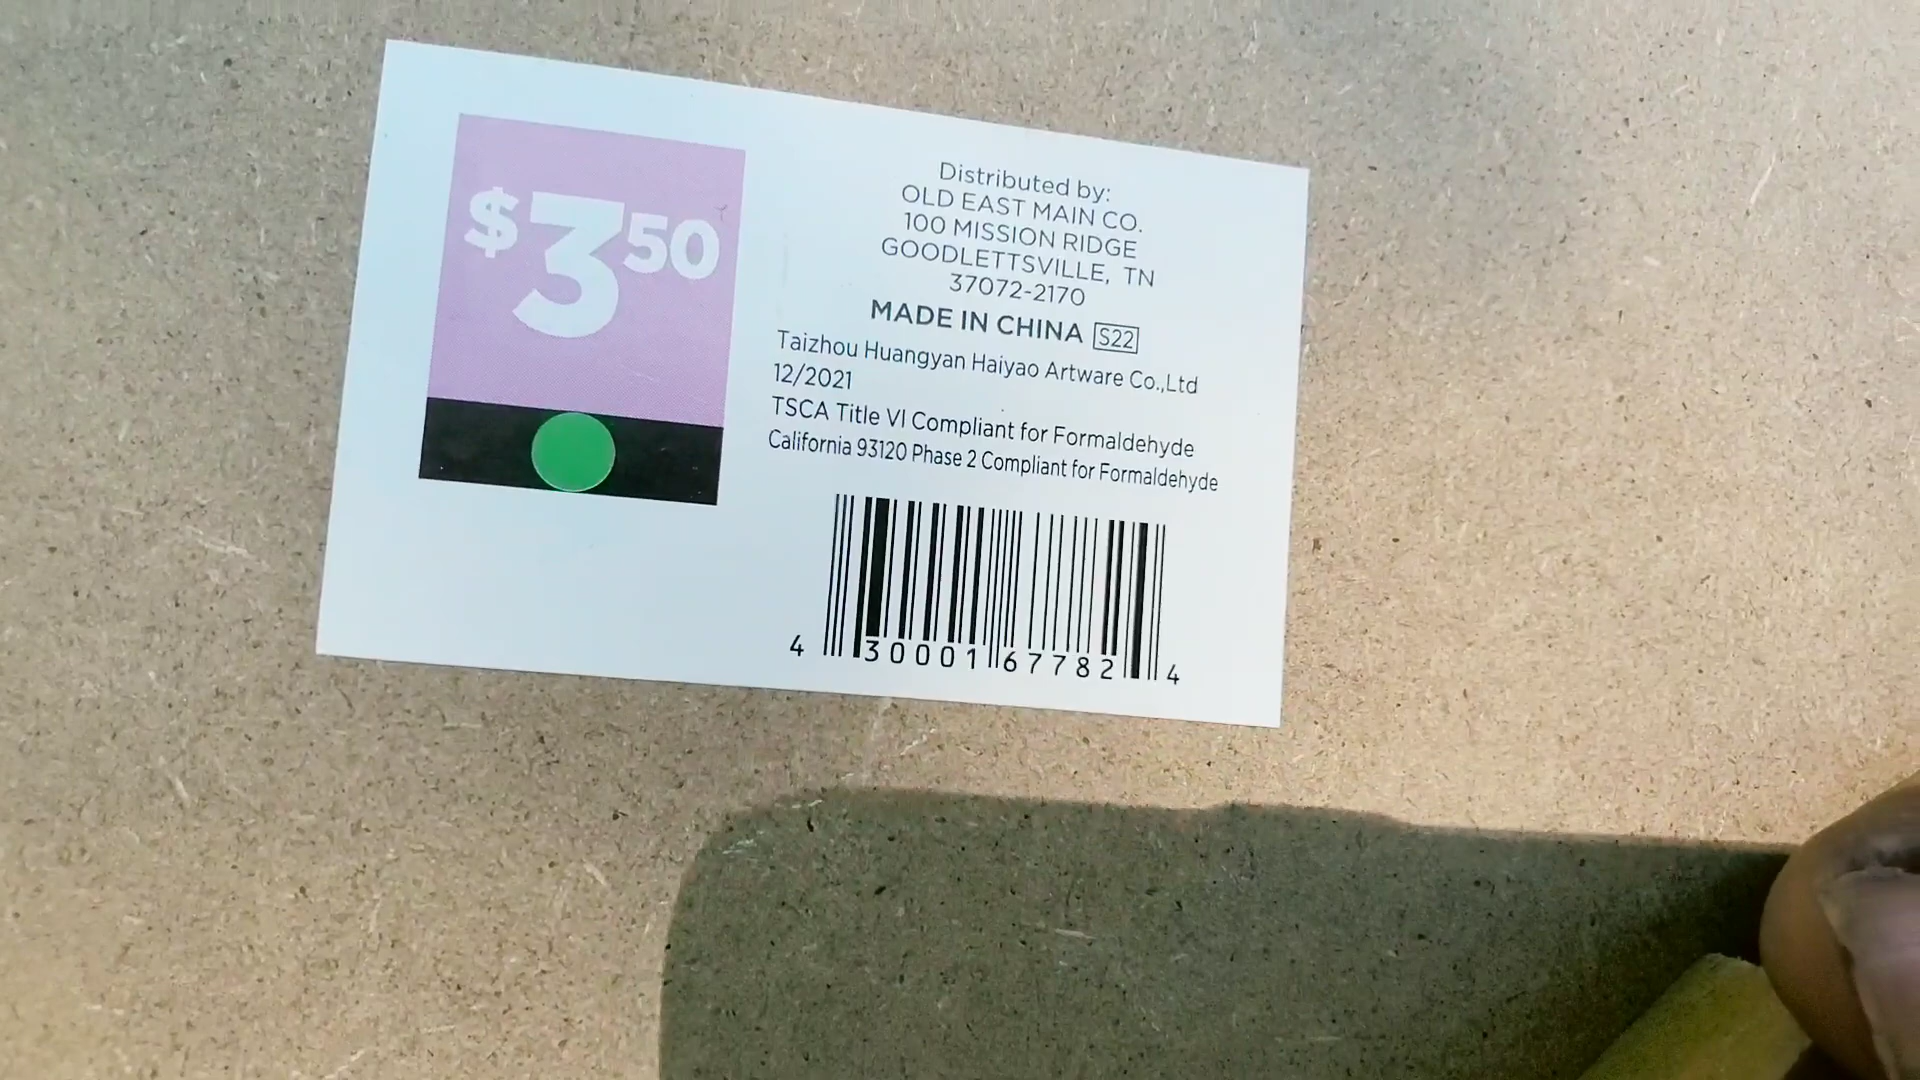 $3 50
Distributed by:
OLD EAST MAIN CO.
100 MISSION RIDGE
GOODLETTSVILLE, TN
37072-2170
MADE IN CHINA S22
Taizhou Huangyan Haiyao Artware Co.,Ltd
12/2021
TSCA Title VI Compliant for Formaldehyde
California 93120 Phase 2 Compliant for Formaldehyde
4 30001 67782 4